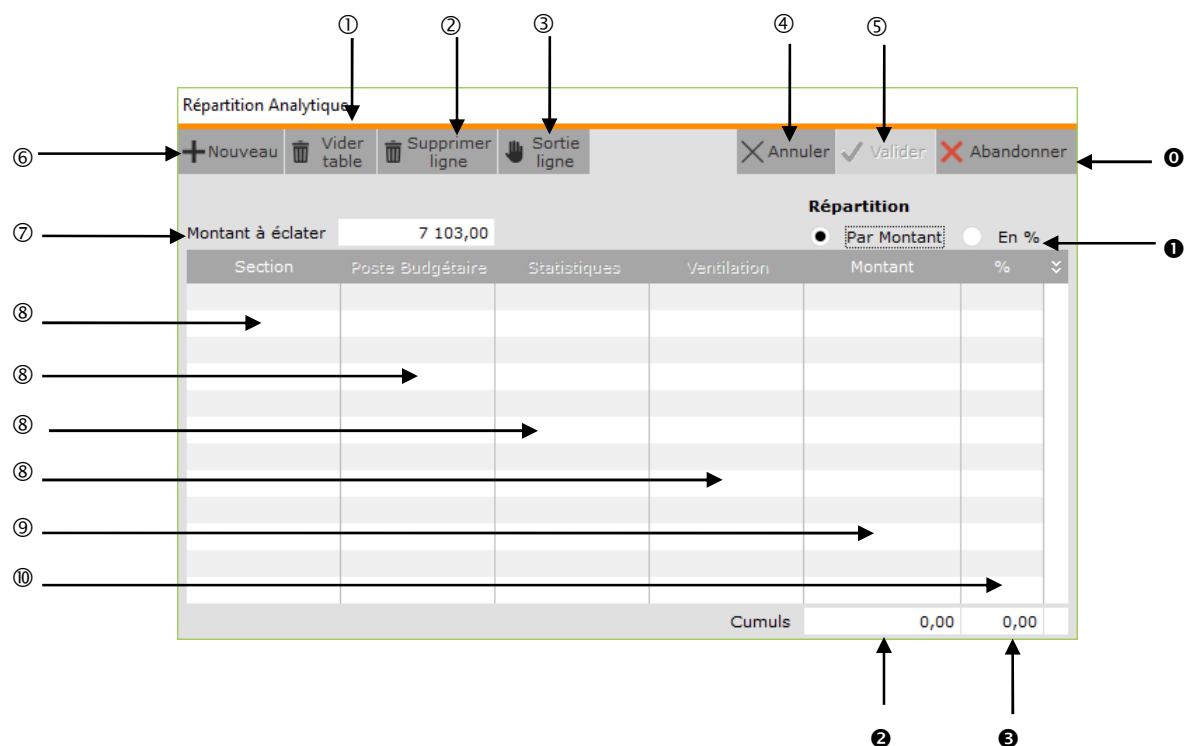 ① ② ③ ④ ⑤
Répartition Analytique
⑥ Nouveau Vider table Supprimer ligne Sortie ligne Annuler Valider Abandonner ⓿
Répartition
⑦ Montant à éclater 7 103,00 Par Montant En % ❶
Section Poste Budgétaire Statistiques Ventilation Montant %
⑧
⑧
⑧
⑧
⑨
⑩
Cumuls 0,00 0,00
❷ ❸